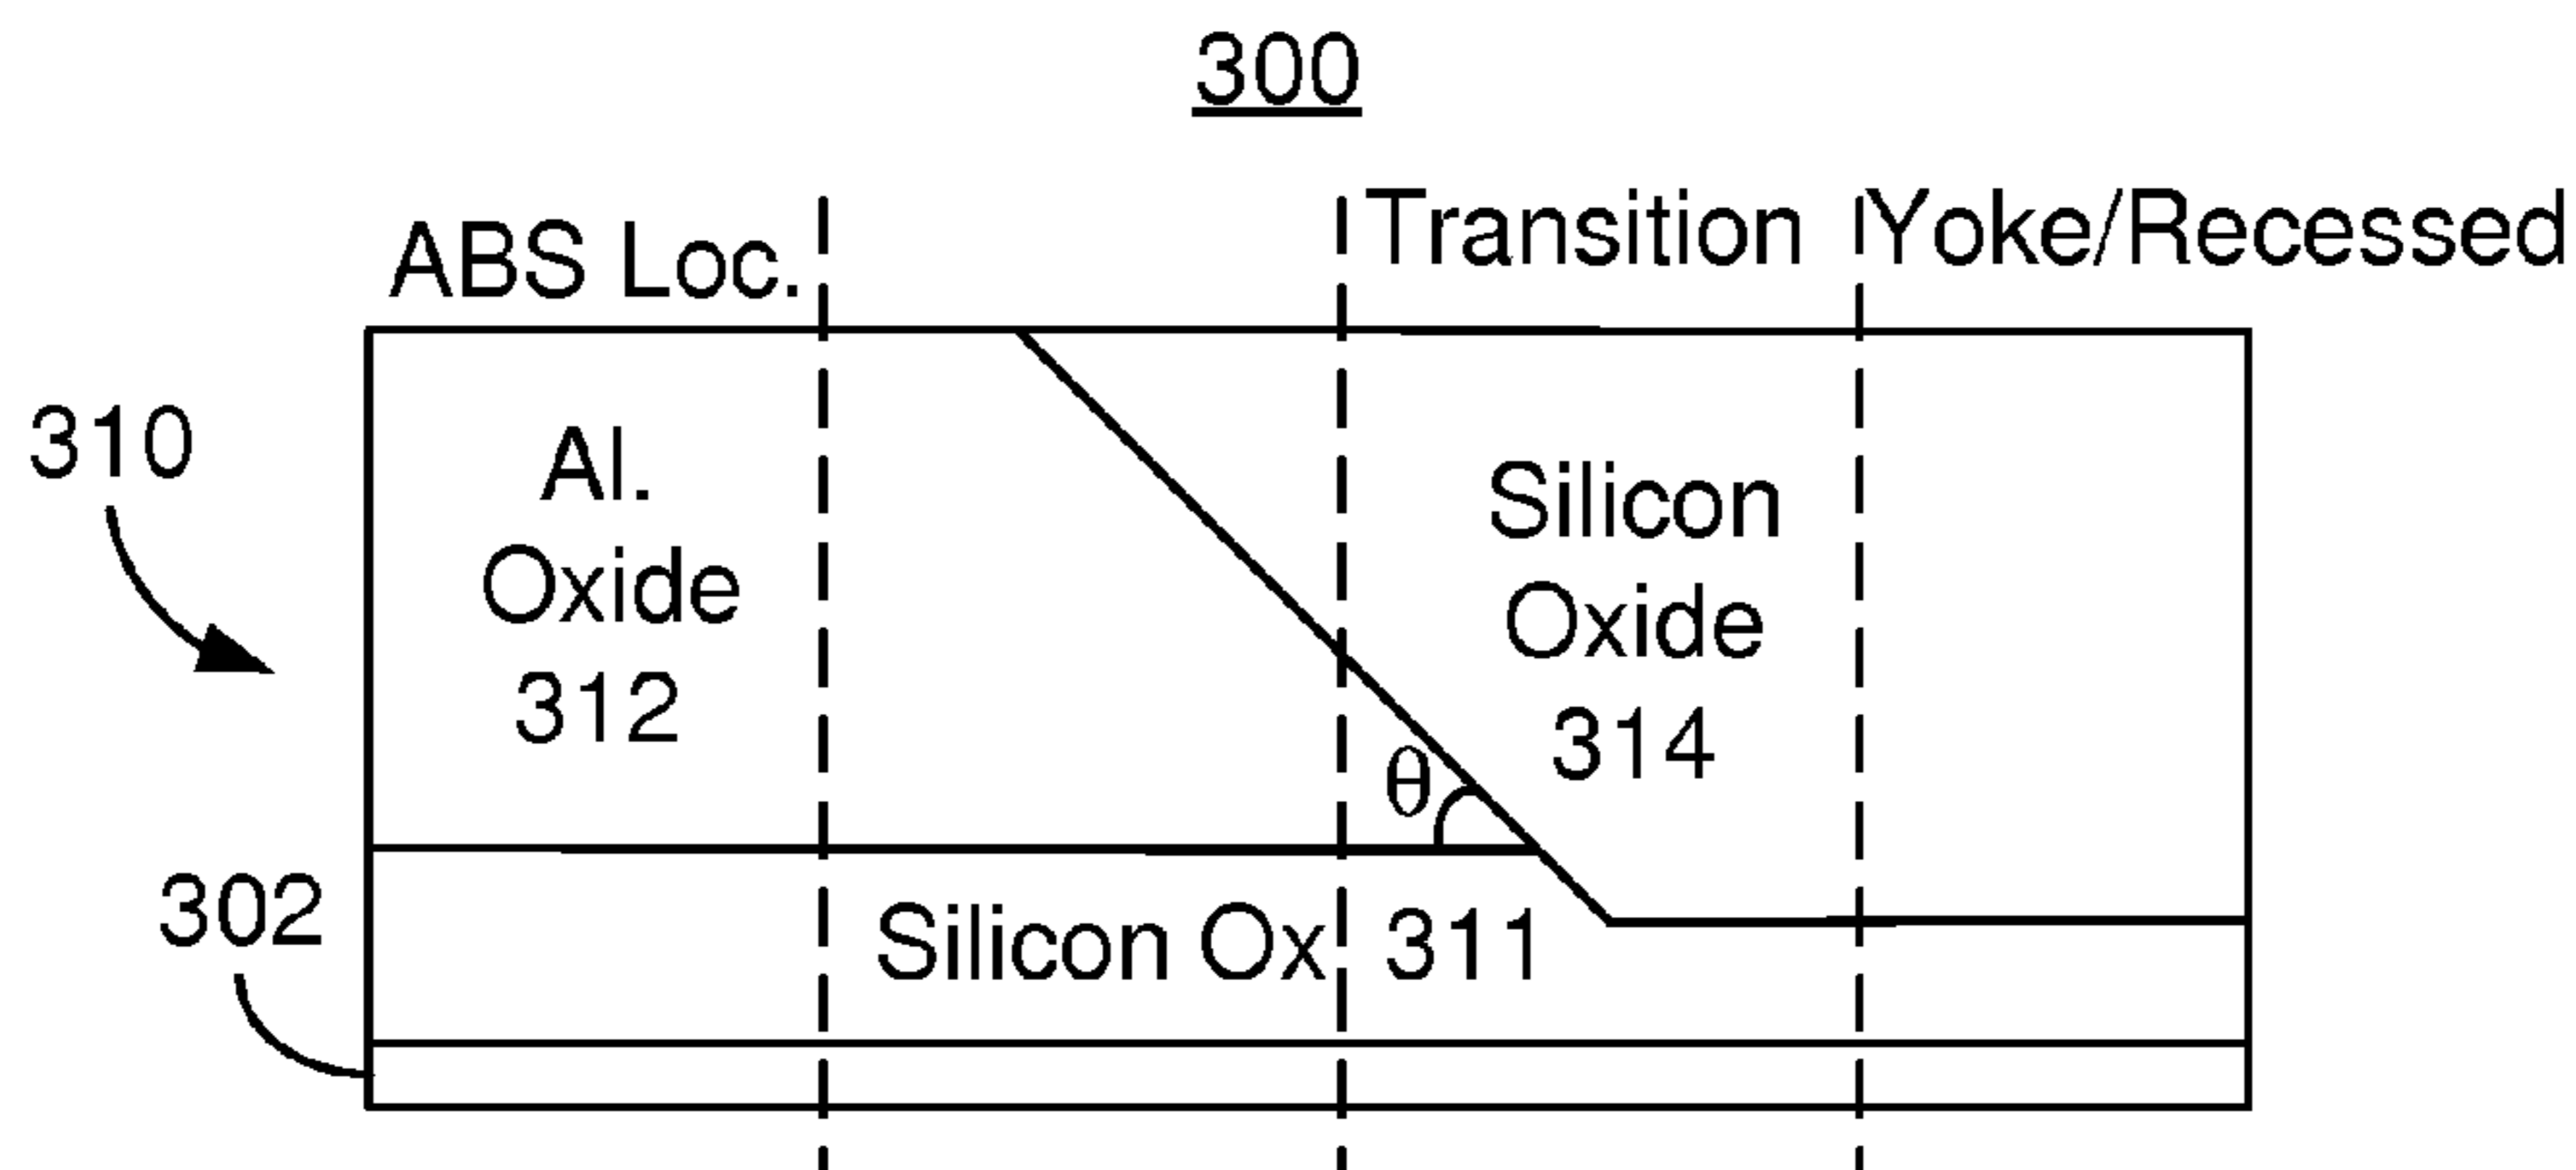 300
ABS Loc.
Transition
Yoke/Recessed
310
Al.
Oxide
312
Silicon
Oxide
314
θ
302
Silicon Ox 311